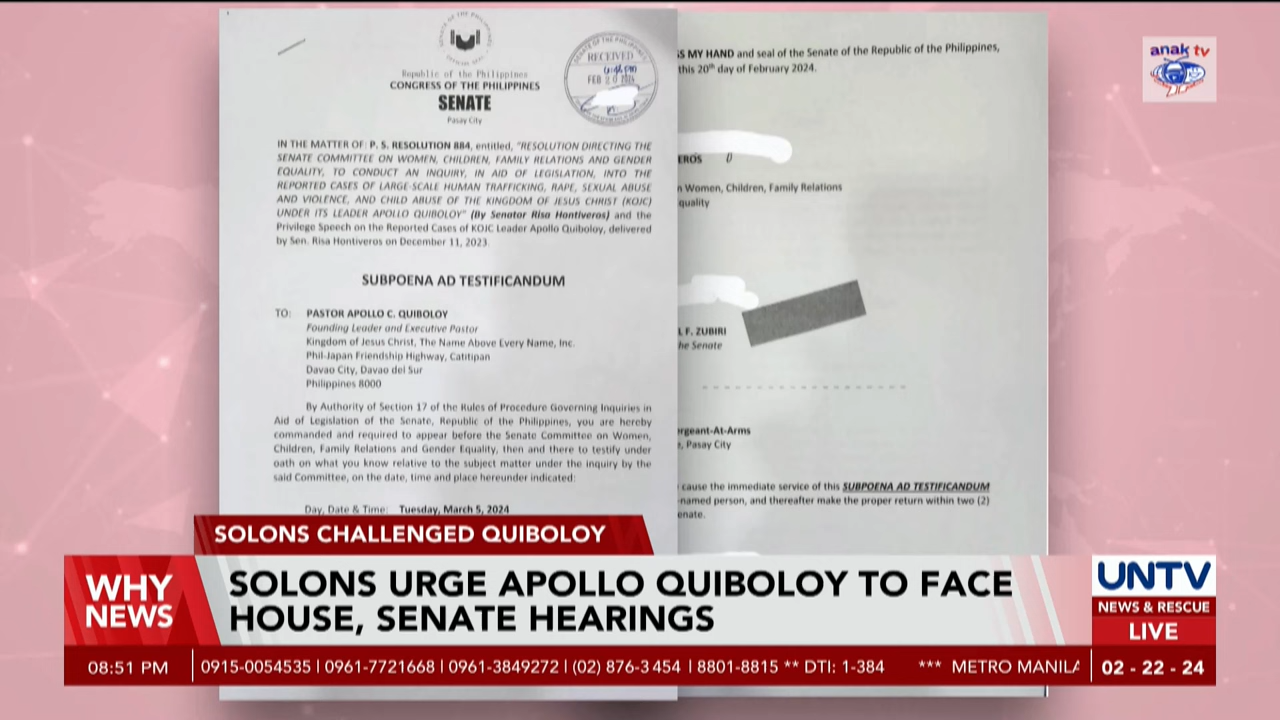 Republic of the Philippines
CONGRESS OF THE PHILIPPINES
SENATE
Pasay City
RECEIVED
FEB 20 2024
IN THE MATTER OF: P. S. RESOLUTION 884, entitled, "RESOLUTION DIRECTING THE
SENATE COMMITTEE ON WOMEN, CHILDREN, FAMILY RELATIONS AND GENDER
EQUALITY, TO CONDUCT AN INQUIRY, IN AID OF LEGISLATION, INTO THE
REPORTED CASES OF LARGE-SCALE HUMAN TRAFFICKING, RAPE, SEXUAL ABUSE
AND VIOLENCE, AND CHILD ABUSE OF THE KINGDOM OF JESUS CHRIST (KOJC)
UNDER ITS LEADER APOLLO QUIBOLOY" (By Senator Risa Hontiveros) and the
Privilege Speech on the Reported Cases of KOJC Leader Apollo Quiboloy, delivered
by Sen. Risa Hontiveros on December 11, 2023.
SUBPOENA AD TESTIFICANDUM
TO: PASTOR APOLLO C. QUIBOLOY
Founding Leader and Executive Pastor
Kingdom of Jesus Christ, The Name Above Every Name, Inc.
Phil-Japan Friendship Highway, Catitipan
Davao City, Davao del Sur
Philippines 8000
By Authority of Section 17 of the Rules of Procedure Governing Inquiries in
Aid of Legislation of the Senate, Republic of the Philippines, you are hereby
commanded and required to appear before the Senate Committee on Women,
Children, Family Relations and Gender Equality, then and there to testify under
oath on what you know relative to the subject matter under the inquiry by the
said Committee, on the date, time and place hereunder indicated:
Day, Date & Time: Tuesday, March 5, 2024
SS MY HAND and seal of the Senate of the Republic of the Philippines,
this 20th day of February 2024.
EROS
n Women, Children, Family Relations
quality
L F. ZUBIRI
he Senate
ergeant-At-Arms
e, Pasay City
cause the immediate service of this SUBPOENA AD TESTIFICANDUM
-named person, and thereafter make the proper return within two (2)
enate.
anak tv
SOLONS CHALLENGED QUIBOLOY
WHY
NEWS
SOLONS URGE APOLLO QUIBOLOY TO FACE
HOUSE, SENATE HEARINGS
UNTV
NEWS & RESCUE
LIVE
08:51 PM
0915-0054535 | 0961-7721668 | 0961-3849272 | (02) 876-3 454 | 8801-8815 ** DTI: 1-384 *** METRO MANILA
02 - 22 - 24